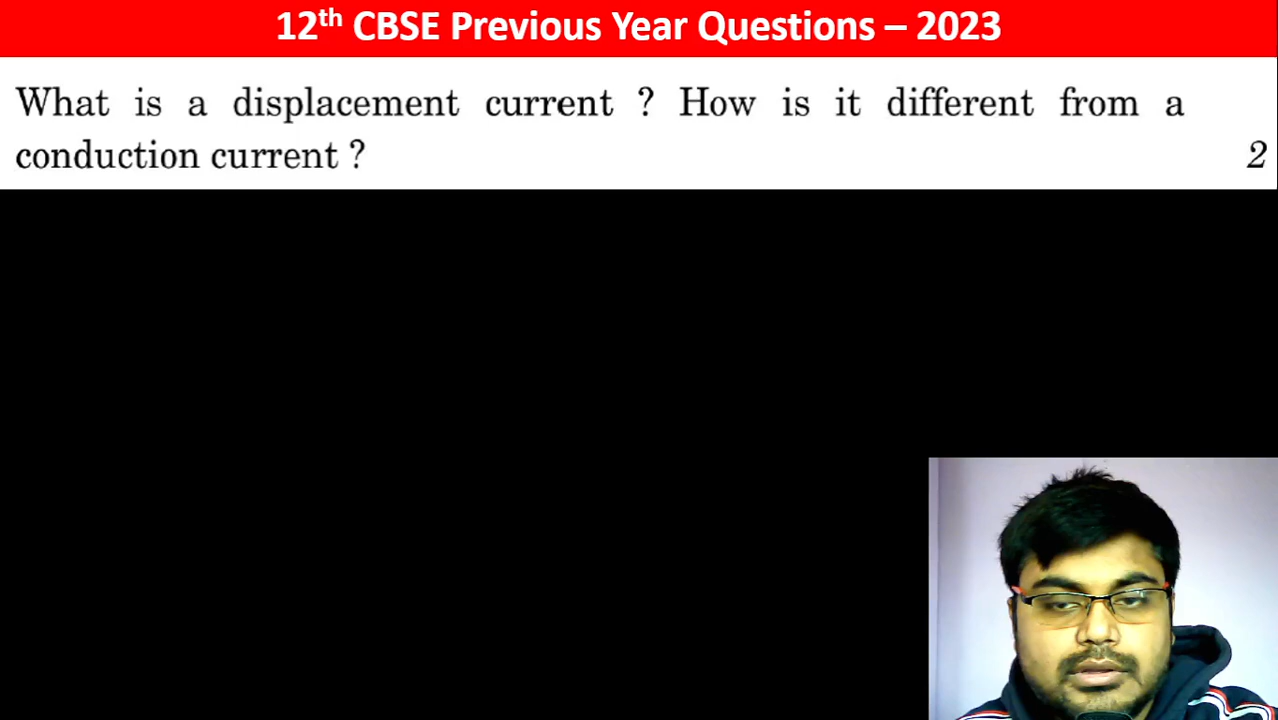 12th CBSE Previous Year Questions – 2023
What is a displacement current ? How is it different from a
conduction current ? 2